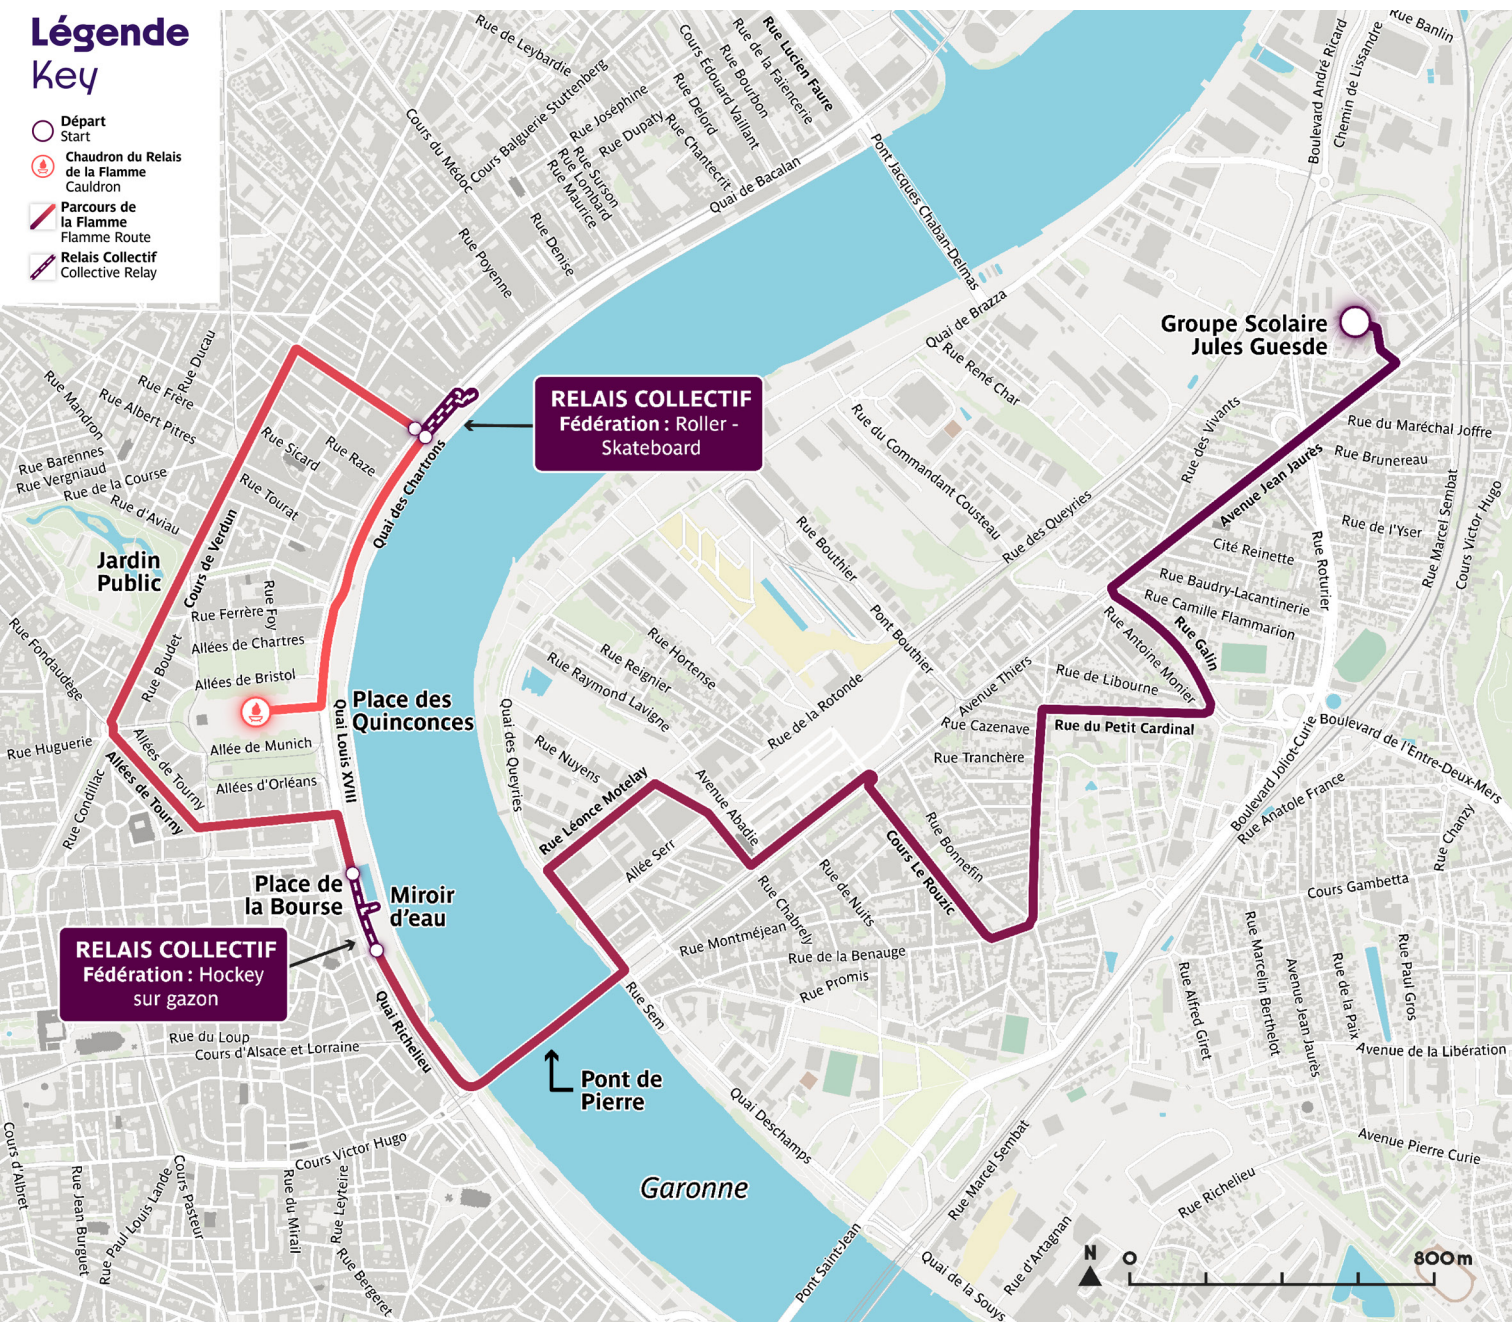 Légende
Key
Départ
Start
Chaudron du Relais
de la Flamme
Cauldron
Parcours de
la Flamme
Flamme Route
Relais Collectif
Collective Relay
Rue de Leybardie
Cours du Médoc
Cours Balguerie Stuttenberg
Rue Joséphine
Rue Dupaty
Rue Surson
Rue Lombard
Rue Maurice
Rue Denise
Rue Poyenne
Cours Édouard Vaillant
Rue Delord
Rue Chantecrit
Rue Bourbon
Rue de la Faïencerie
Rue Lucien Faure
Quai de Bacalan
Pont Jacques Chaban-Delmas
Quai de Brazza
Rue René Char
Boulevard André Ricard
Chemin de Lissandre
Rue Banlin
Groupe Scolaire
Jules Guesde
Rue du Maréchal Joffre
Rue Brunereau
Rue de l'Yser
Rue Marcel Sembat
Cours Victor Hugo
Rue Roturier
Avenue Jean Jaurès
Rue des Vivants
Cité Reinette
Rue Baudry-Lacantinerie
Rue Camille Flammarion
Rue Galin
Rue Antoine Monier
Rue de Libourne
Rue du Petit Cardinal
Rue du Commandant Cousteau
Rue des Queyries
RELAIS COLLECTIF
Fédération : Roller -
Skateboard
Rue Ducau
Rue Frère
Rue Albert Pitres
Rue Mandron
Rue Barennes
Rue Vergniaud
Rue de la Course
Rue d'Aviau
Rue Sicard
Rue Raze
Rue Tourat
Quai des Chartrons
Cours de Verdun
Jardin
Public
Rue Ferrère
Rue Foy
Allées de Chartres
Allées de Bristol
Rue Boudet
Rue Fondaudège
Rue Huguerie
Allées de Tourny
Allées de Tourny
Rue Condillac
Allée de Munich
Allées d'Orléans
Quai Louis XVIII
Place des
Quinconces
Place de
la Bourse
Miroir
d'eau
RELAIS COLLECTIF
Fédération : Hockey
sur gazon
Quai Richelieu
Rue du Loup
Cours d'Alsace et Lorraine
Cours Victor Hugo
Cours d'Albret
Rue Jean Burguet
Rue Paul Louis Lande
Cours Pasteur
Rue du Mirail
Rue Leyteire
Rue Bergeret
Rue Bouthier
Pont Bouthier
Rue Hortense
Rue Reignier
Rue Raymond Lavigne
Rue de la Rotonde
Avenue Thiers
Rue Cazenave
Rue Tranchère
Quai des Queyries
Rue Nuyens
Rue Léonce Motelay
Avenue Abadie
Allée Serr
Rue Chabrely
Rue de Nuits
Cours Le Rouzic
Rue Bonnefin
Rue Montméjean
Rue de la Benauge
Rue Promis
Rue Sem
Pont de
Pierre
Garonne
Quai Deschamps
Pont Saint-Jean
Quai de la Souys
Rue Marcel Sembat
Rue d'Artagnan
Boulevard Joliot-Curie
Boulevard de l'Entre-Deux-Mers
Rue Anatole France
Rue Chanzy
Cours Gambetta
Rue Alfred Giret
Rue Marcelin Berthelot
Avenue Jean Jaurès
Rue de la Paix
Rue Paul Gros
Avenue de la Libération
Avenue Pierre Curie
Rue Richelieu
N
0
800m